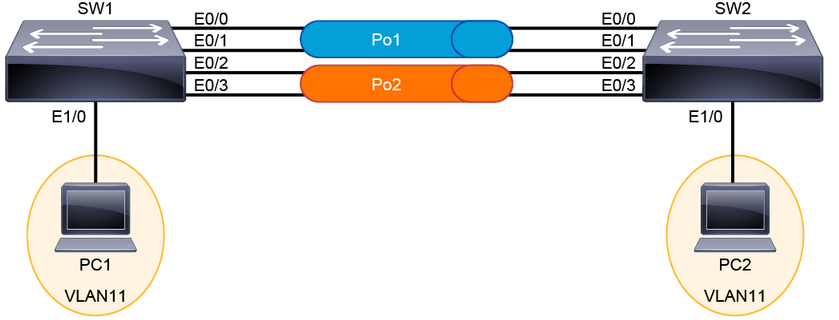 SW1
SW2
E0/0
E0/0
E0/1
Po1
E0/1
E0/2
E0/2
E0/3
Po2
E0/3
E1/0
E1/0
PC1
PC2
VLAN11
VLAN11